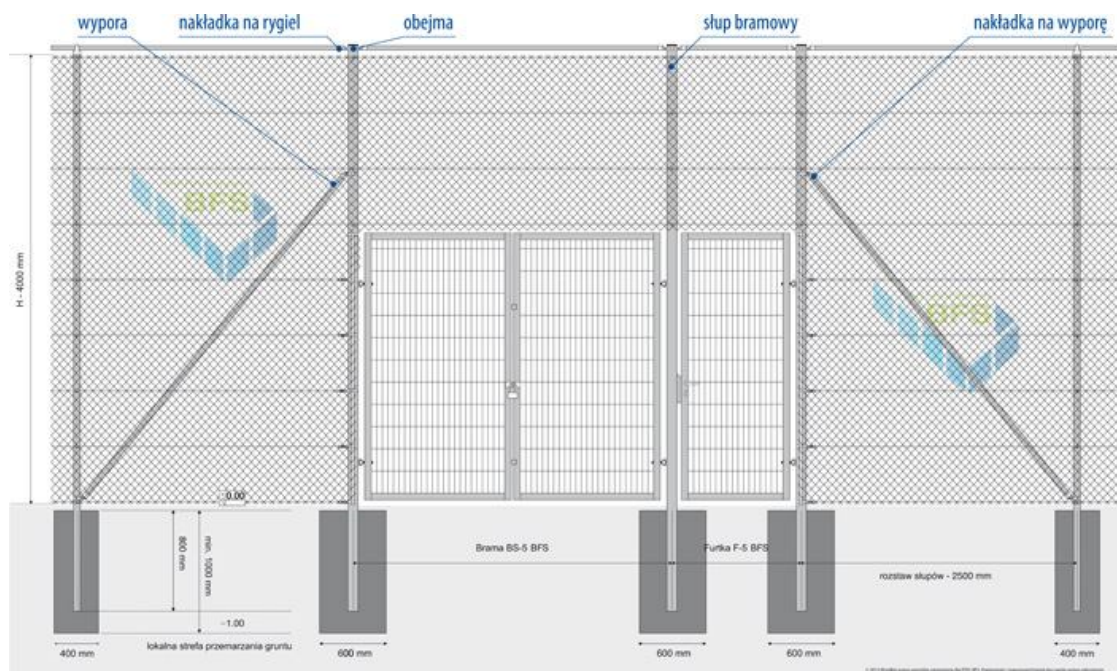 wypora
nakładka na rygiel
obejma
słup bramowy
nakładka na wyporę
BFS
BFS
H - 4000 mm
0.00
800 mm
min. 1000 mm
Brama BS-5 BFS
Furtka F-5 BFS
rozstaw słupów - 2500 mm
-1.00
lokalna strefa przemarzania gruntu
400 mm
600 mm
600 mm
600 mm
400 mm